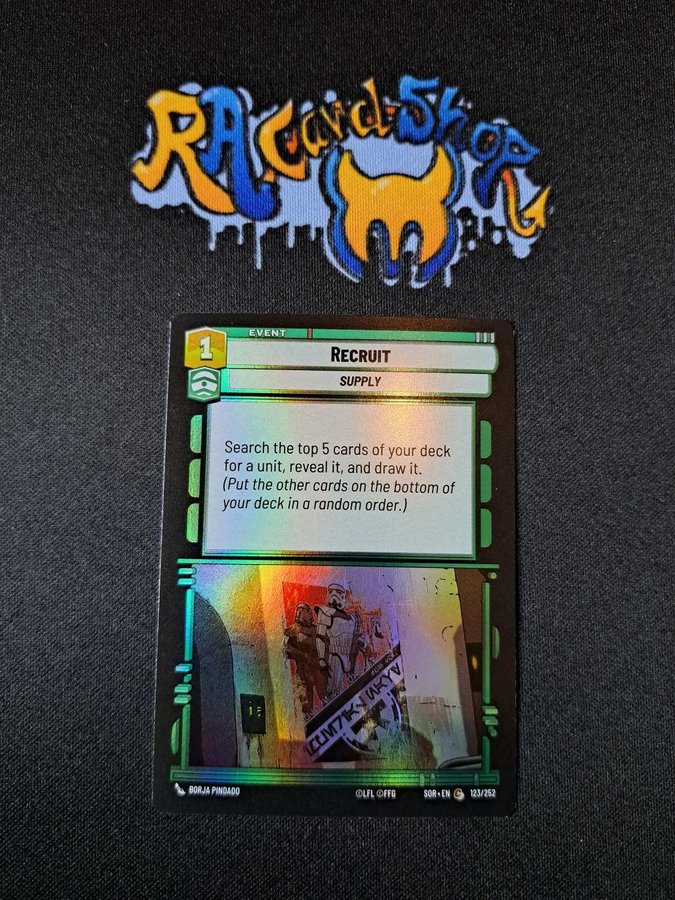 RA Card Shop
EVENT
1
RECRUIT
SUPPLY
Search the top 5 cards of your deck
for a unit, reveal it, and draw it.
(Put the other cards on the bottom of
your deck in a random order.)
BORJA PINDADO
ⓅLFL ⓅFFG
SOR • EN C 123/252